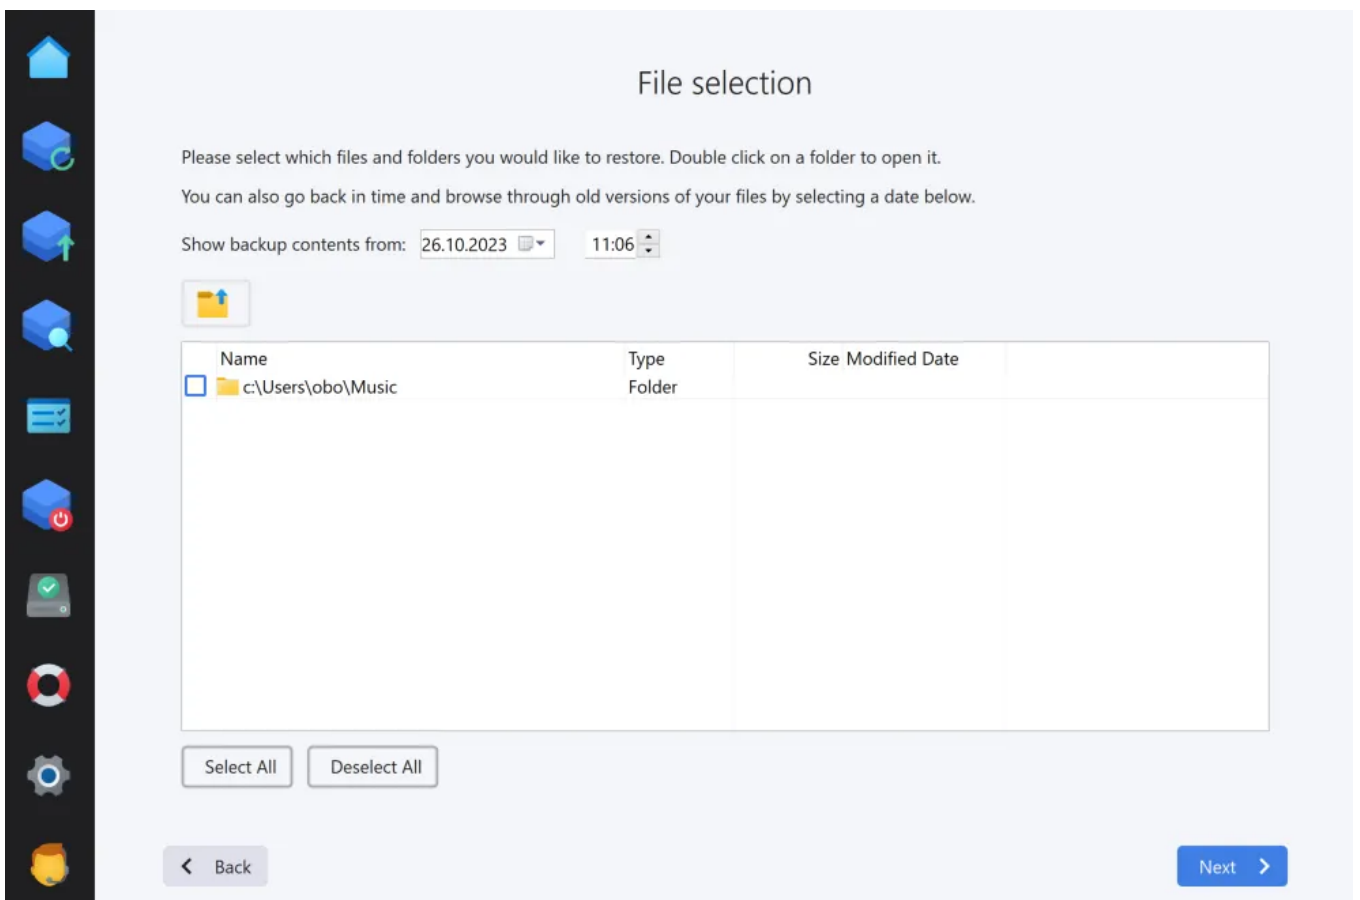 File selection
Please select which files and folders you would like to restore. Double click on a folder to open it.
You can also go back in time and browse through old versions of your files by selecting a date below.
Show backup contents from: 26.10.2023 11:06
Name Type Size Modified Date
c:\Users\obo\Music Folder
Select All Deselect All
Back Next